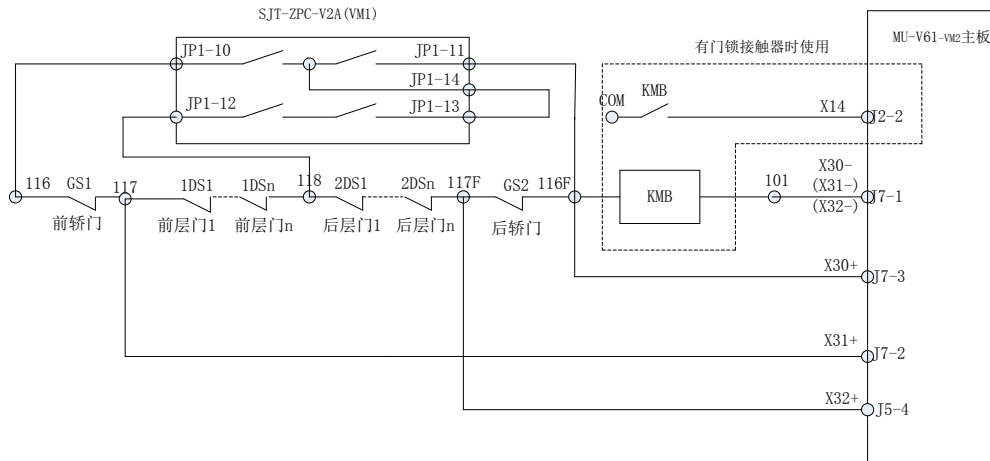 SJT-ZPC-V2A(VM1)
JP1-10
JP1-11
JP1-14
JP1-12
JP1-13
有门锁接触器时使用
MU-V61-VM2主板
COM
KMB
X14
J2-2
116
GS1
117
1DS1
1DSn
118
2DS1
2DSn
117F
GS2
116F
KMB
101
X30-
(X31-)
(X32-)
J7-1
前轿门
前层门1
前层门n
后层门1
后层门n
后轿门
X30+
J7-3
X31+
J7-2
X32+
J5-4